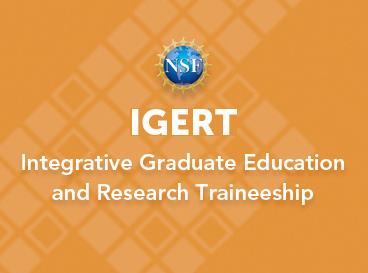 NSF
IGERT
Integrative Graduate Education
and Research Traineeship